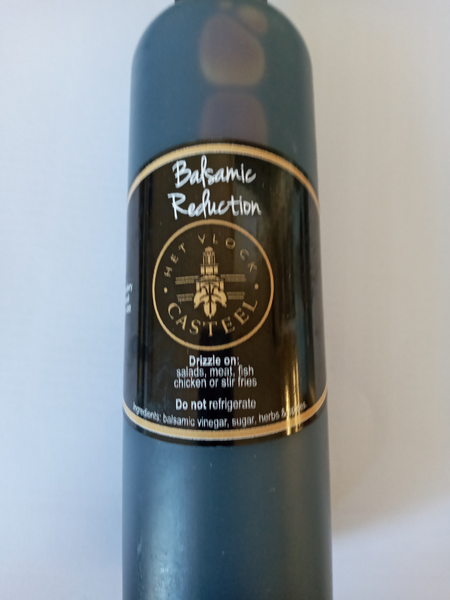 Balsamic
Reduction
HET VLOCK
CASTEEL
Drizzle on:
salads, meat, fish
chicken or stir fries
Do not refrigerate
Ingredients: balsamic vinegar, sugar, herbs &